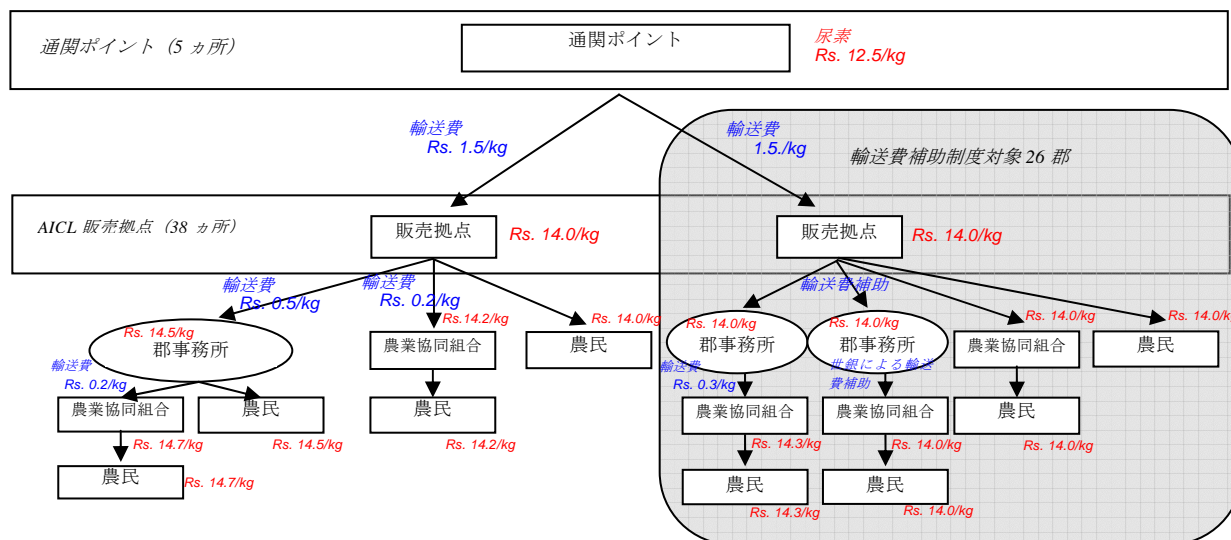 通関ポイント（5 ヵ所）
通関ポイント
尿素
Rs. 12.5/kg
輸送費
Rs. 1.5/kg
輸送費
1.5./kg
輸送費補助制度対象 26 郡
AICL 販売拠点（38 ヵ所）
販売拠点
Rs. 14.0/kg
販売拠点
Rs. 14.0/kg
輸送費
Rs. 0.5/kg
輸送費
Rs. 0.2/kg
輸送費補助
Rs. 14.5/kg
郡事務所
Rs.14.2/kg
農業協同組合
Rs. 14.0/kg
農民
Rs. 14.0/kg
郡事務所
Rs. 14.0/kg
郡事務所
Rs. 14.0/kg
農業協同組合
Rs. 14.0/kg
農民
輸送費
Rs. 0.2/kg
輸送費
Rs. 0.3/kg
世銀による輸送
費補助
農業協同組合
Rs. 14.7/kg
農民
Rs. 14.5/kg
農民
Rs. 14.2/kg
農業協同組合
Rs. 14.3/kg
農業協同組合
Rs. 14.0/kg
農民
Rs. 14.0/kg
農民
Rs. 14.7/kg
農民
Rs. 14.3/kg
農民
Rs. 14.0/kg